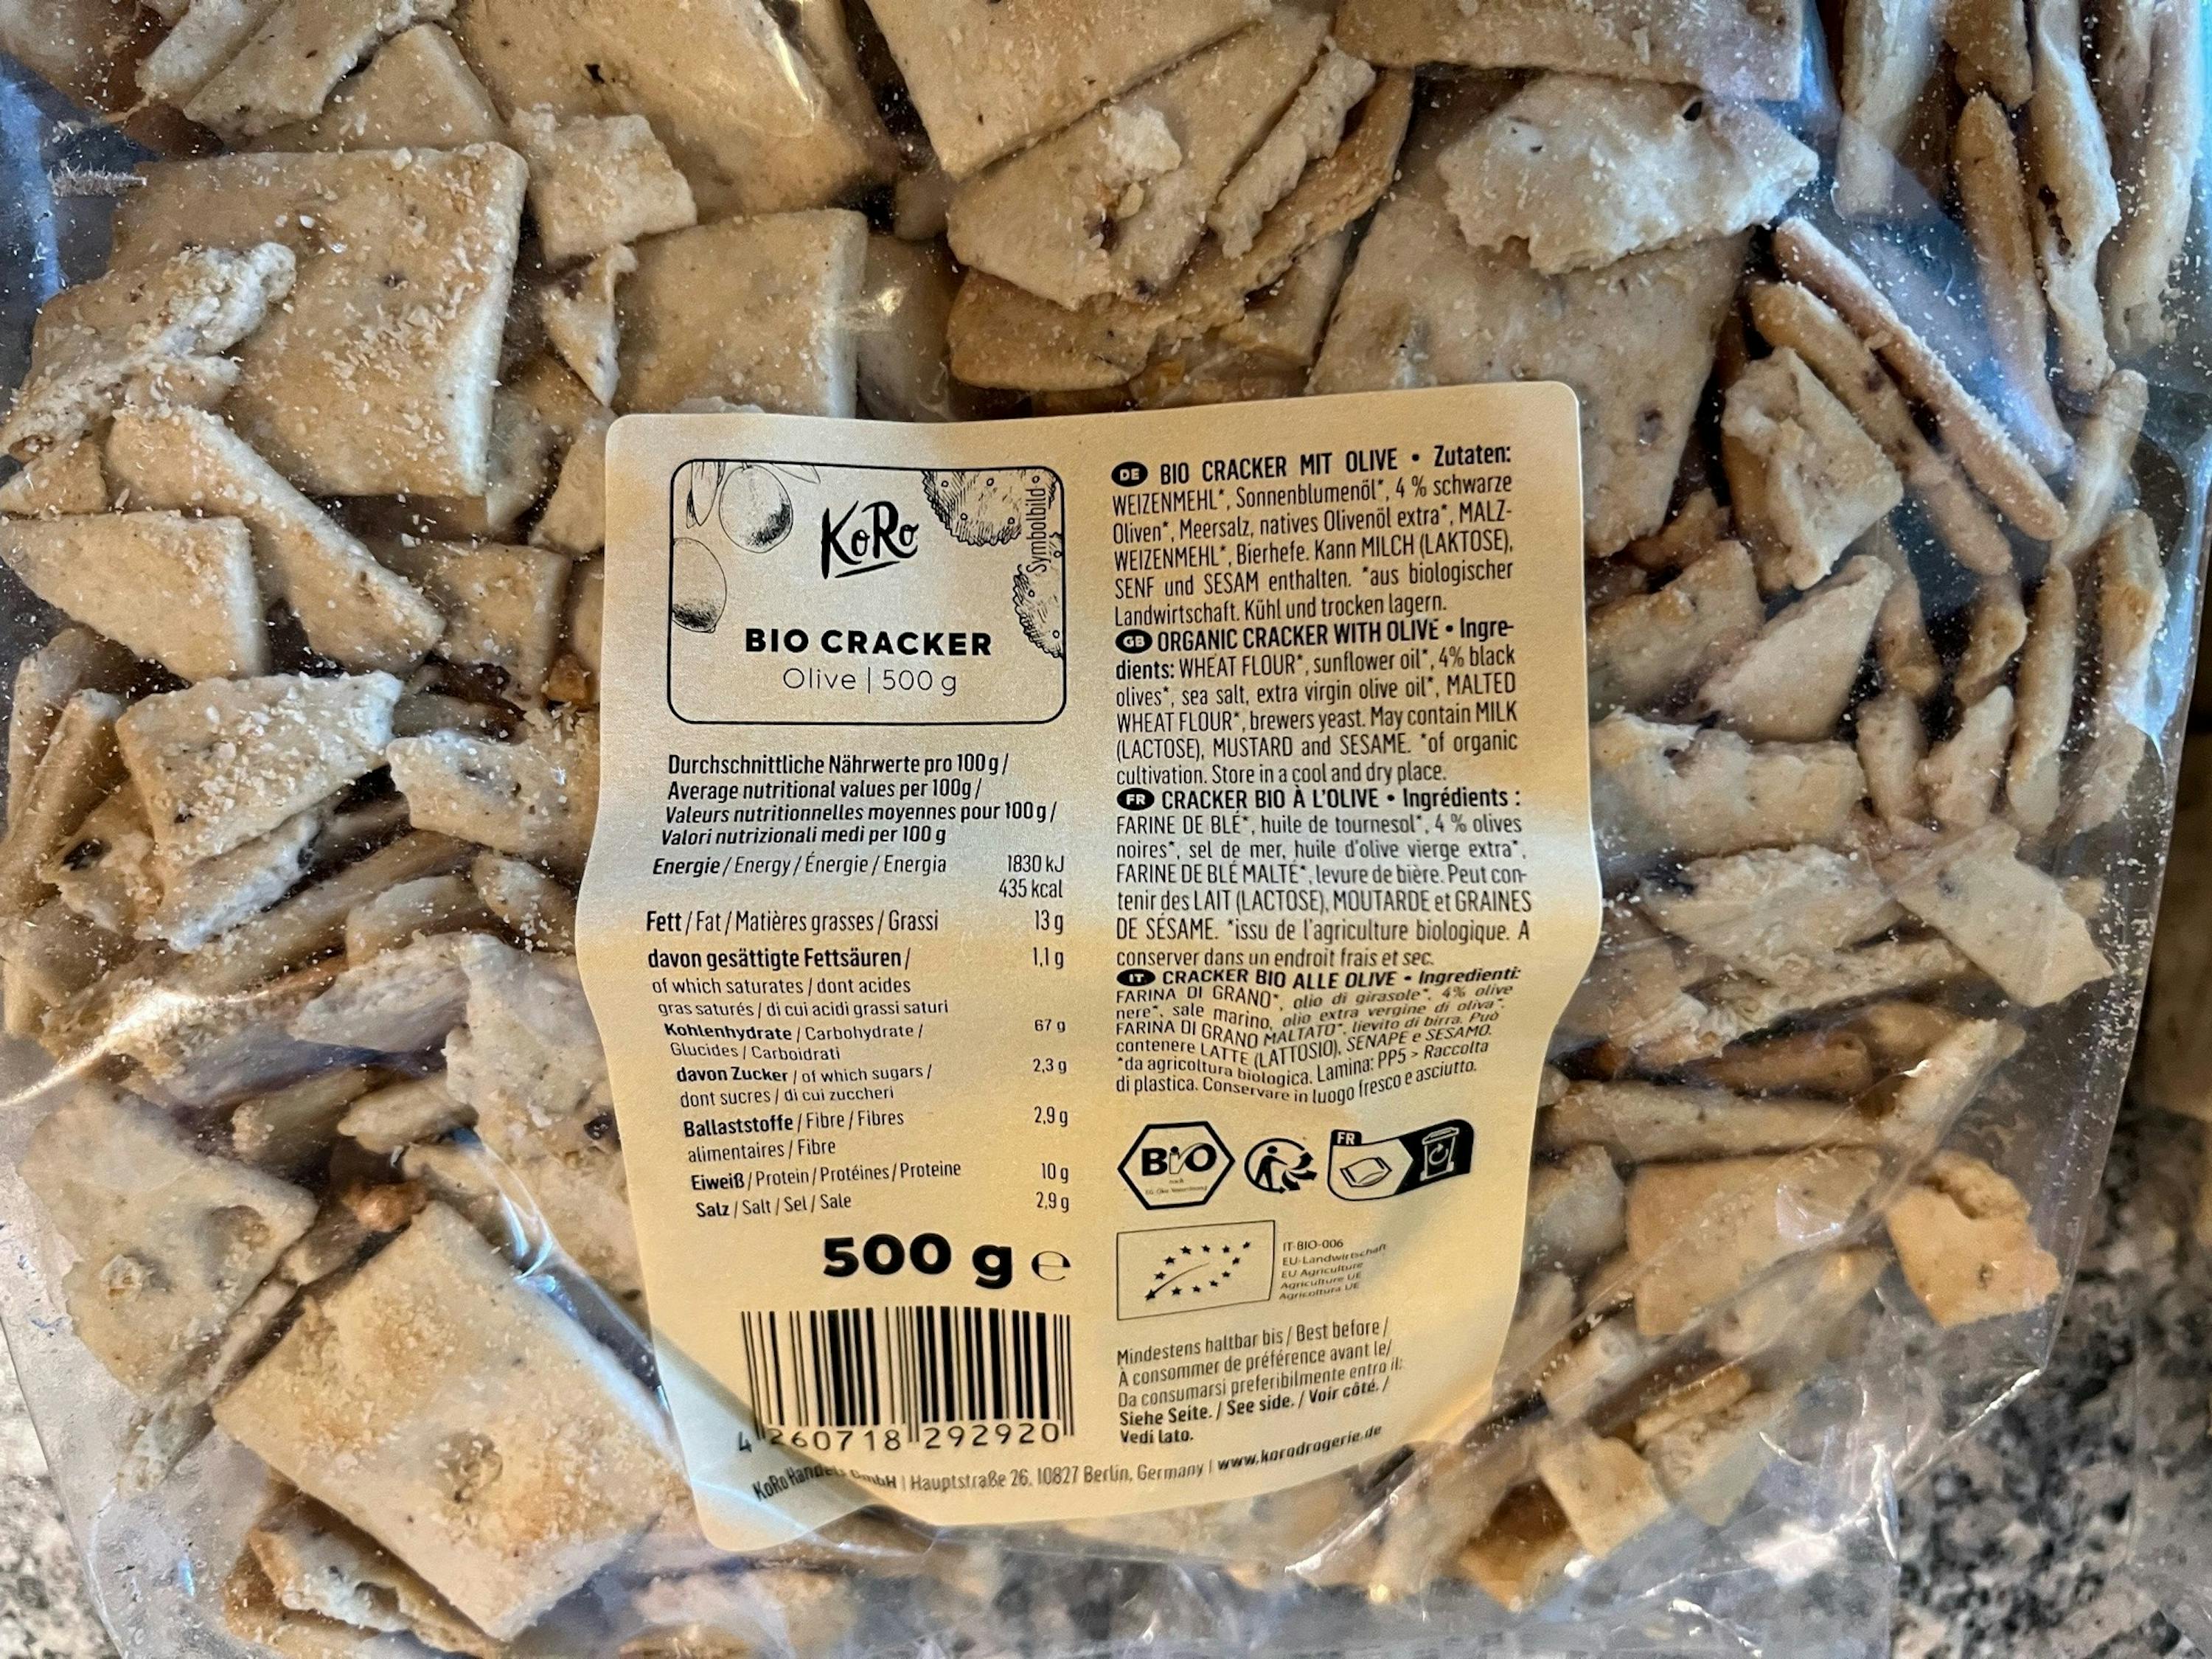 KoRo
Symbolbild
BIO CRACKER
Olive | 500 g
Durchschnittliche Nährwerte pro 100 g /
Average nutritional values per 100g /
Valeurs nutritionnelles moyennes pour 100 g /
Valori nutrizionali medi per 100 g
Energie / Energy / Énergie / Energia 1830 kJ
435 kcal
Fett / Fat / Matières grasses / Grassi 13 g
davon gesättigte Fettsäuren / 1,1 g
of which saturates / dont acides
gras saturés / di cui acidi grassi saturi
Kohlenhydrate / Carbohydrate / 67 g
Glucides / Carboidrati
davon Zucker / of which sugars / 2,3 g
dont sucres / di cui zuccheri
Ballaststoffe / Fibre / Fibres 2,9 g
alimentaires / Fibre
Eiweiß / Protein / Protéines / Proteine 10 g
Salz / Salt / Sel / Sale 2,9 g
500 g e
4 260718 292920
DE BIO CRACKER MIT OLIVE • Zutaten:
WEIZENMEHL*, Sonnenblumenöl*, 4 % schwarze
Oliven*, Meersalz, natives Olivenöl extra*, MALZ-
WEIZENMEHL*, Bierhefe. Kann MILCH (LAKTOSE),
SENF und SESAM enthalten. *aus biologischer
Landwirtschaft. Kühl und trocken lagern.
GB ORGANIC CRACKER WITH OLIVE • Ingre-
dients: WHEAT FLOUR*, sunflower oil*, 4% black
olives*, sea salt, extra virgin olive oil*, MALTED
WHEAT FLOUR*, brewers yeast. May contain MILK
(LACTOSE), MUSTARD and SESAME. *of organic
cultivation. Store in a cool and dry place.
FR CRACKER BIO À L'OLIVE • Ingrédients :
FARINE DE BLÉ*, huile de tournesol*, 4 % olives
noires*, sel de mer, huile d'olive vierge extra*,
FARINE DE BLÉ MALTÉ*, levure de bière. Peut con-
tenir des LAIT (LACTOSE), MOUTARDE et GRAINES
DE SÉSAME. *issu de l'agriculture biologique. A
conserver dans un endroit frais et sec.
IT CRACKER BIO ALLE OLIVE • Ingredienti:
FARINA DI GRANO*, olio di girasole*, 4% olive
nere*, sale marino, olio extra vergine di oliva*,
FARINA DI GRANO MALTATO*, lievito di birra. Può
contenere LATTE (LATTOSIO), SENAPE e SESAMO.
*da agricoltura biologica. Lamina: PP5 > Raccolta
di plastica. Conservare in luogo fresco e asciutto.
BIO
nach
FR
IT-BIO-006
EU-Landwirtschaft
EU Agriculture
Agriculture UE
Agricoltura UE
Mindestens haltbar bis / Best before /
À consommer de préférence avant le/
Da consumarsi preferibilmente entro il:
Siehe Seite. / See side. / Voir côté. /
Vedi lato.
KoRo Handels GmbH | Hauptstraße 26, 10827 Berlin, Germany | www.korodrogerie.de